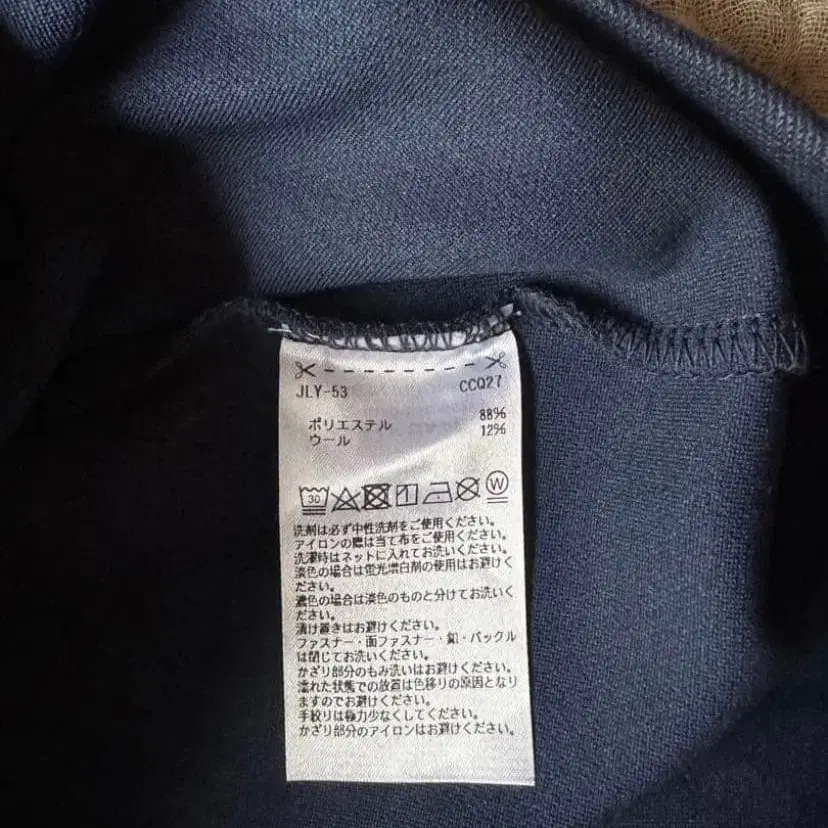 JLY-53 CCQ27
ポリエステル 88%
ウール 12%
30 W
洗剤は必ず中性洗剤をご使用ください。
アイロンの際は当て布をご使用ください。
洗濯時はネットに入れてお洗いください。
淡色の場合は蛍光増白剤の使用はお避けく
ださい。
濃色の場合は淡色のものと分けてお洗いく
ださい。
漬け置きはお避けください。
ファスナー・面ファスナー・釦・バックル
は閉じてお洗いください。
かざり部分のもみ洗いはお避けください。
濡れた状態での放置は色移りの原因となり
ますのでお避けください。
手絞りは極力少なくしてください。
かざり部分のアイロンはお避けください。